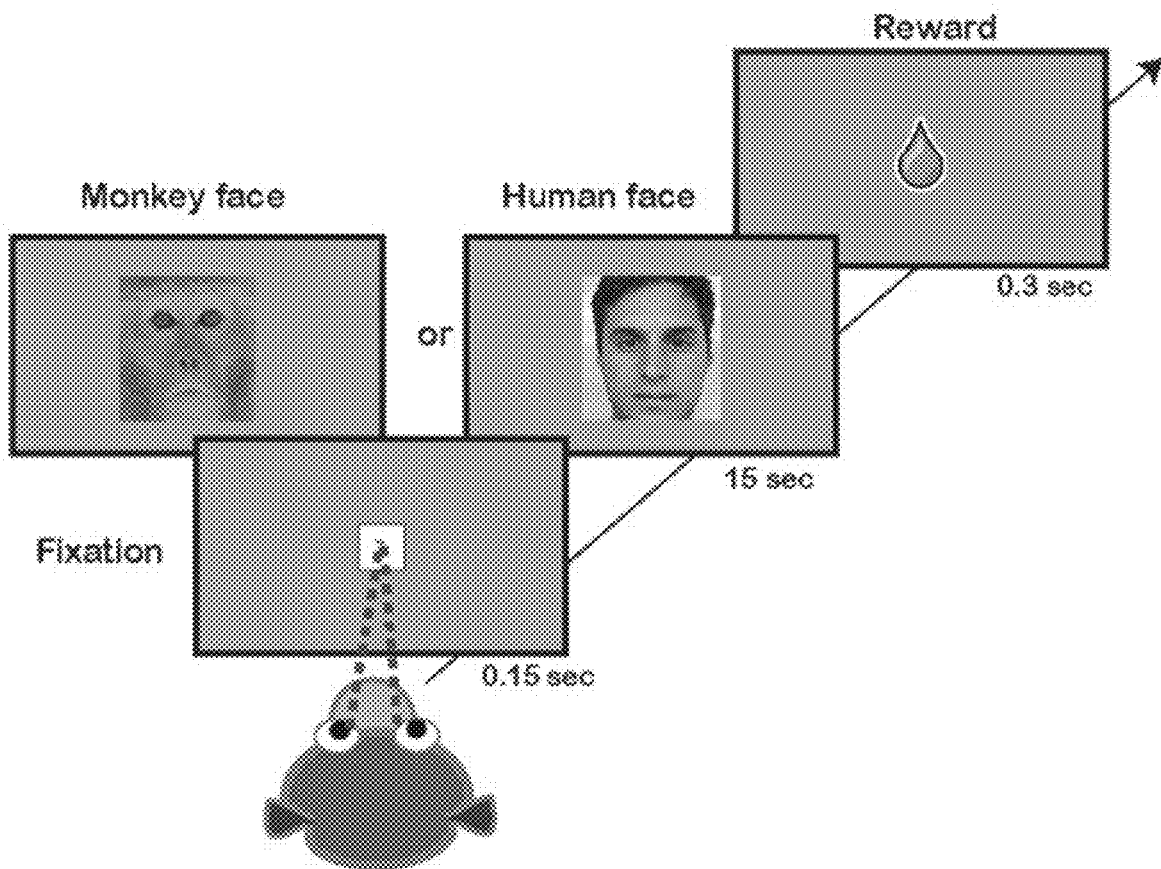 Reward
Monkey face
Human face
or
0.3 sec
15 sec
Fixation
0.15 sec